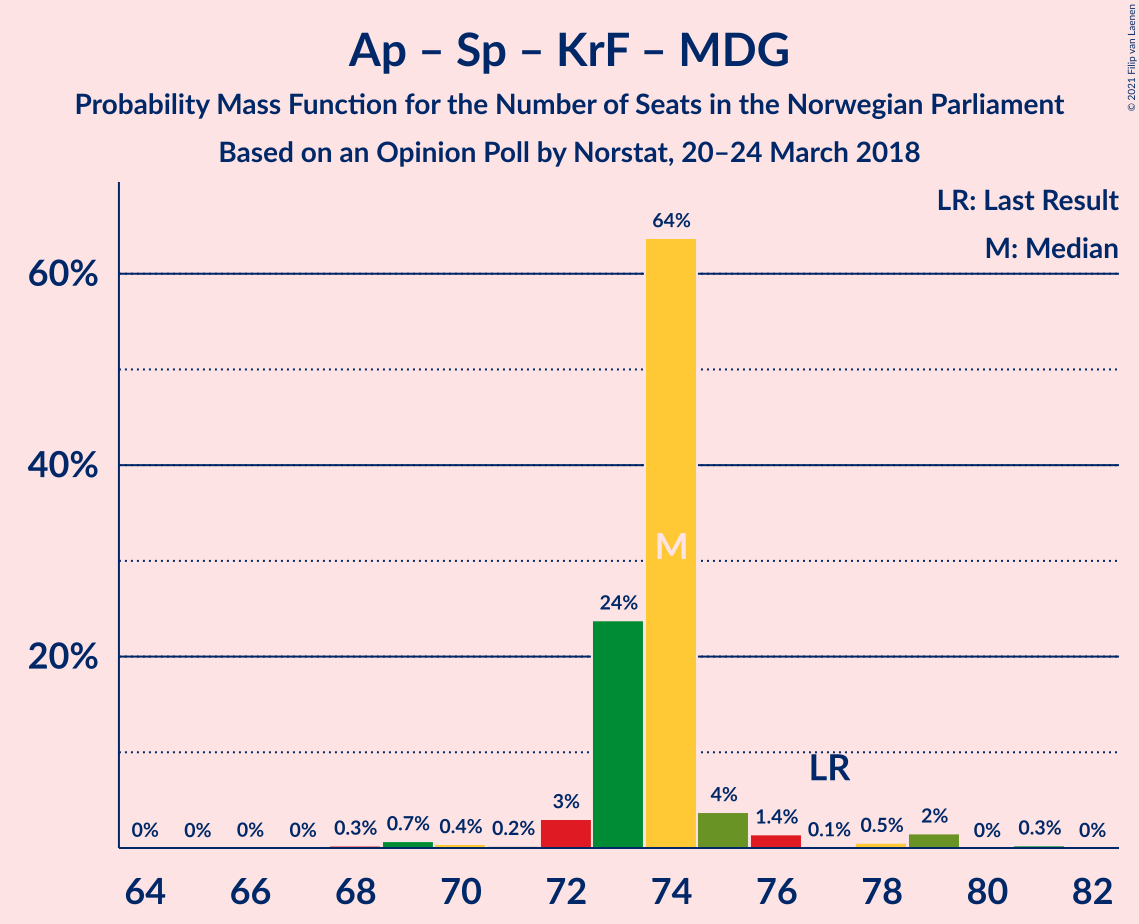 Ap – Sp – KrF – MDG
Probability Mass Function for the Number of Seats in the Norwegian Parliament
Based on an Opinion Poll by Norstat, 20–24 March 2018
© 2021 Filip van Laenen
LR: Last Result
M: Median
60%
40%
20%
0% 0% 0% 0% 0.3% 0.7% 0.4% 0.2% 3% 24% 64% 4% 1.4% 0.1% 0.5% 2% 0% 0.3% 0%
M
LR
64 66 68 70 72 74 76 78 80 82